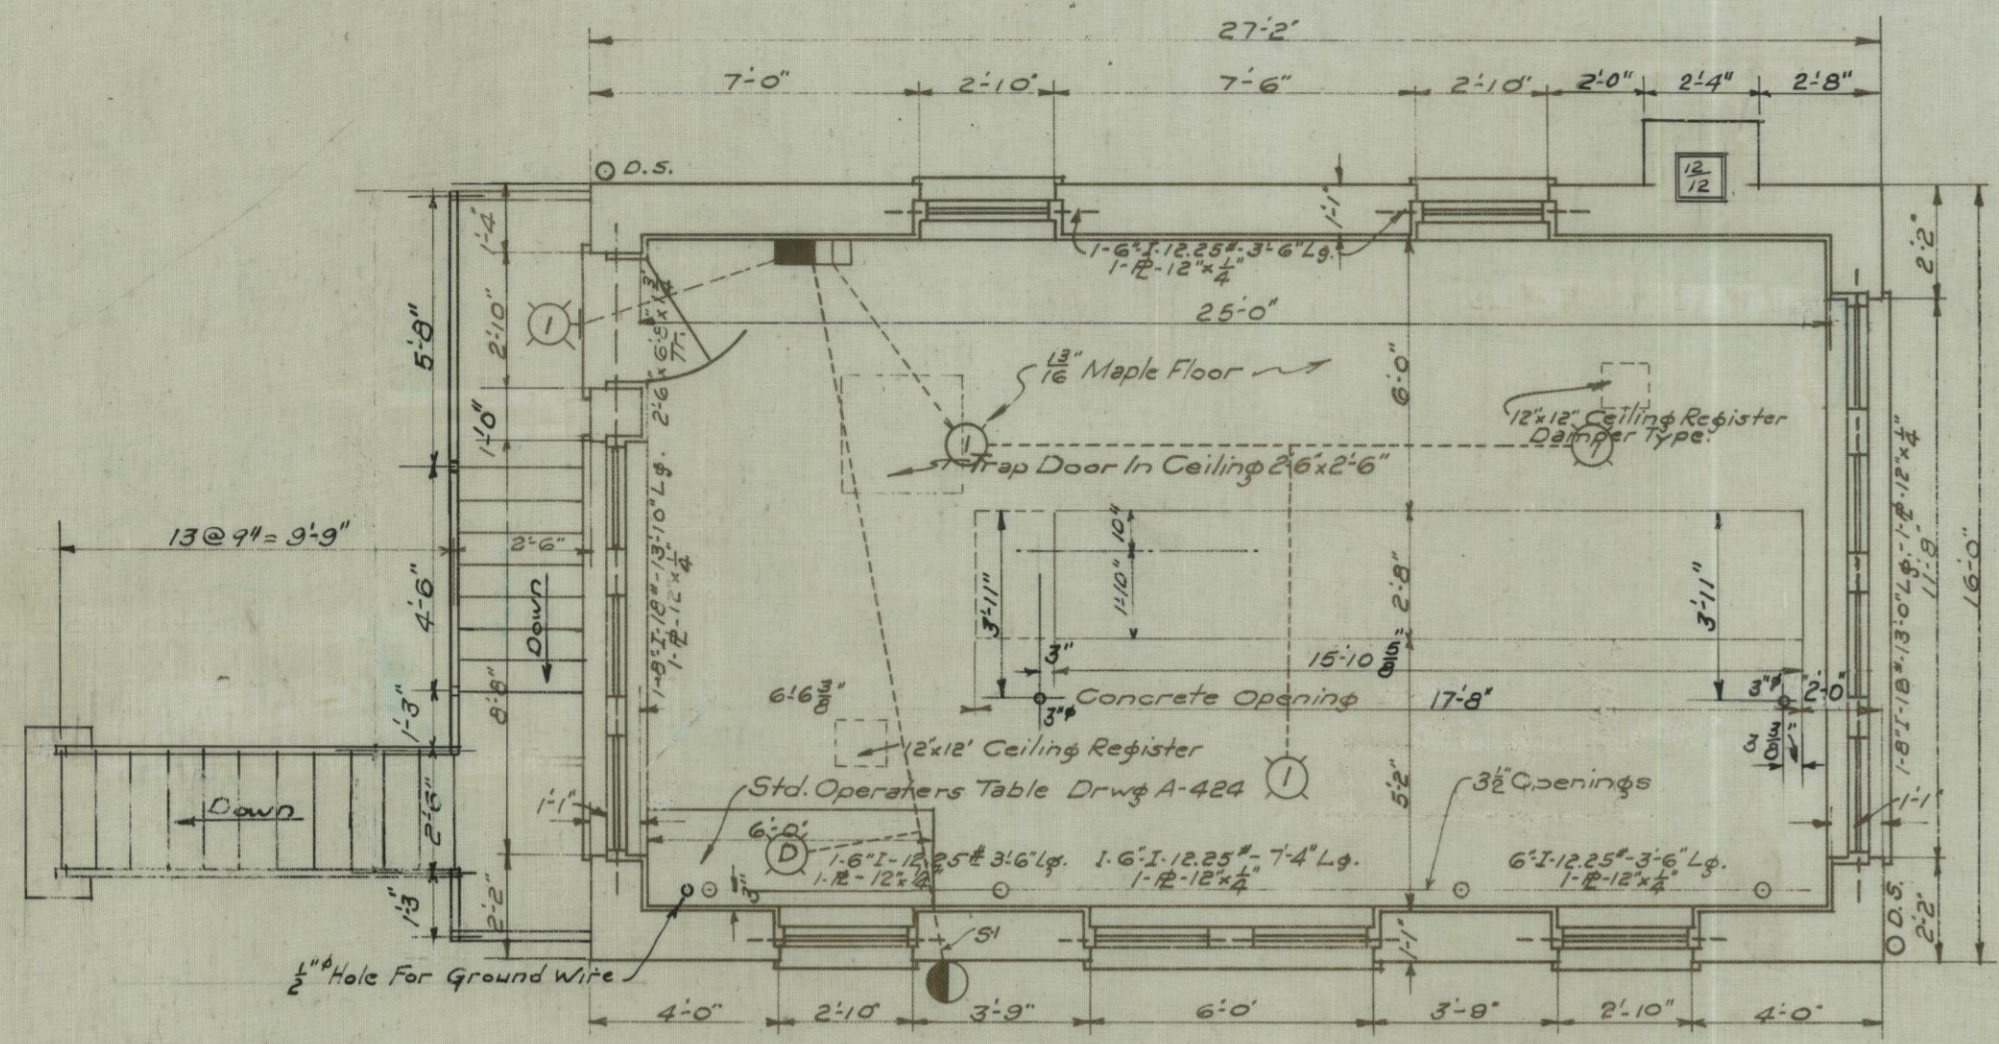 27'-2"
7'-0" 2'-10" 7'-6" 2'-10" 2'-0" 2'-4" 2'-8"
D.S.
12
12
1'-4"
1'-1"
2'-2"
1-6"-I-12.25#-3'-6"Lg.
1-PL-12"x1/4"
25'-0"
5'-8"
2'-10"
1
2'-6"x6'-8"x1 3/4"
Tr.
6'-0"
13/16" Maple Floor
12"x12" Ceiling Register
Damper Type.
1
1
Trap Door In Ceiling 2'-6"x2'-6"
1'-0"
1-8"-I-18#-13'-10"Lg.
1-PL-12"x1/4"
13@9"=9'-9"
2'-6"
4'-6"
Down
3'-11"
10"
1'-10"
2'-8"
3'-11"
1-8"I-18#-13'-0"Lg.-1-PL-12"x1/4"
11'-8"
16'-0"
3"
15'-10 5/8"
6'-6 3/8"
Concrete Opening
3"φ
17'-8"
3"φ
2'-0"
3 3/8"
8'-8"
1'-3"
12"x12" Ceiling Register
Std. Operaters Table Drwg A-424
1
3 1/2" Openings
5'-2"
Down
2'-6"
1'-1"
6'-0"
D
1-6"I-12.25# 3'-6"Lg.
1-PL-12"x1/4"
1-6"-I-12.25#-7'-4"Lg.
1-PL-12"x1/4"
6"-I-12.25#-3'-6"Lg.
1-PL-12"x1/4"
1'-1"
3"
1'-3"
2'-2"
S1
1'-1"
D.S.
2'-2"
1/2"φ Hole For Ground Wire
4'-0" 2'-10" 3'-9" 6'-0" 3'-9" 2'-10" 4'-0"